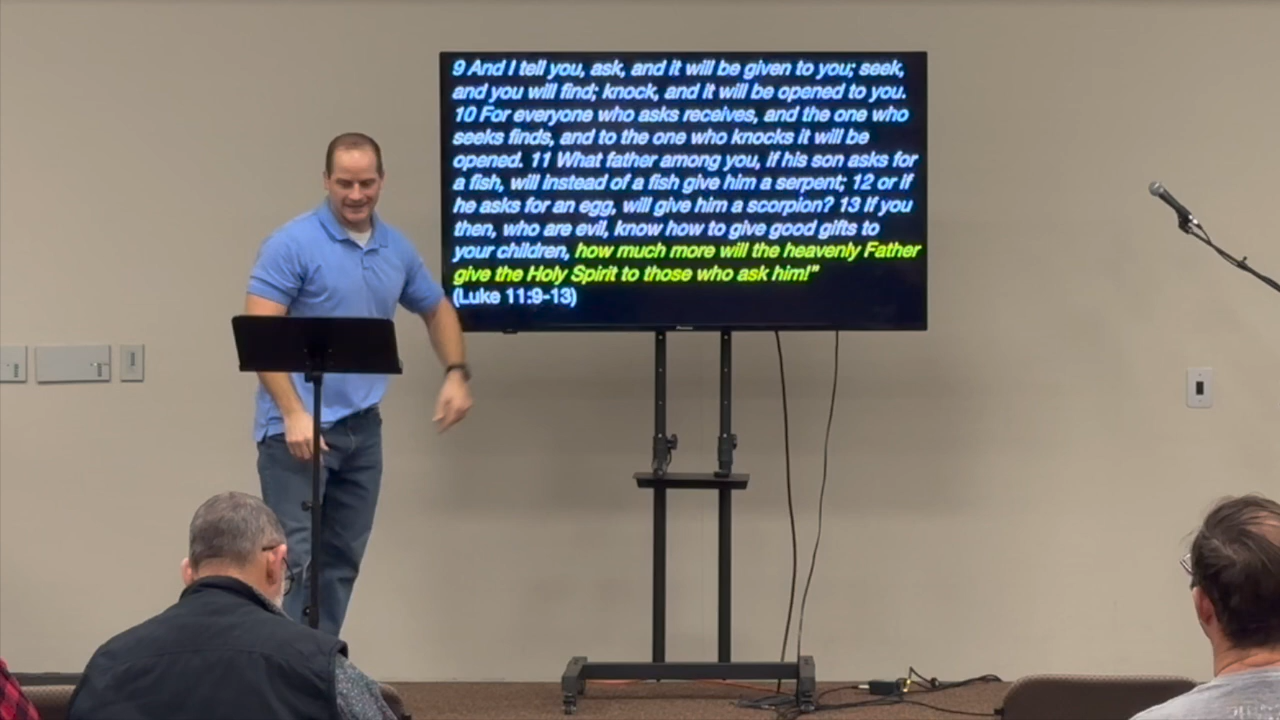 9 And I tell you, ask, and it will be given to you; seek,
and you will find; knock, and it will be opened to you.
10 For everyone who asks receives, and the one who
seeks finds, and to the one who knocks it will be
opened. 11 What father among you, if his son asks for
a fish, will instead of a fish give him a serpent; 12 or if
he asks for an egg, will give him a scorpion? 13 If you
then, who are evil, know how to give good gifts to
your children, how much more will the heavenly Father
give the Holy Spirit to those who ask him!”
(Luke 11:9-13)